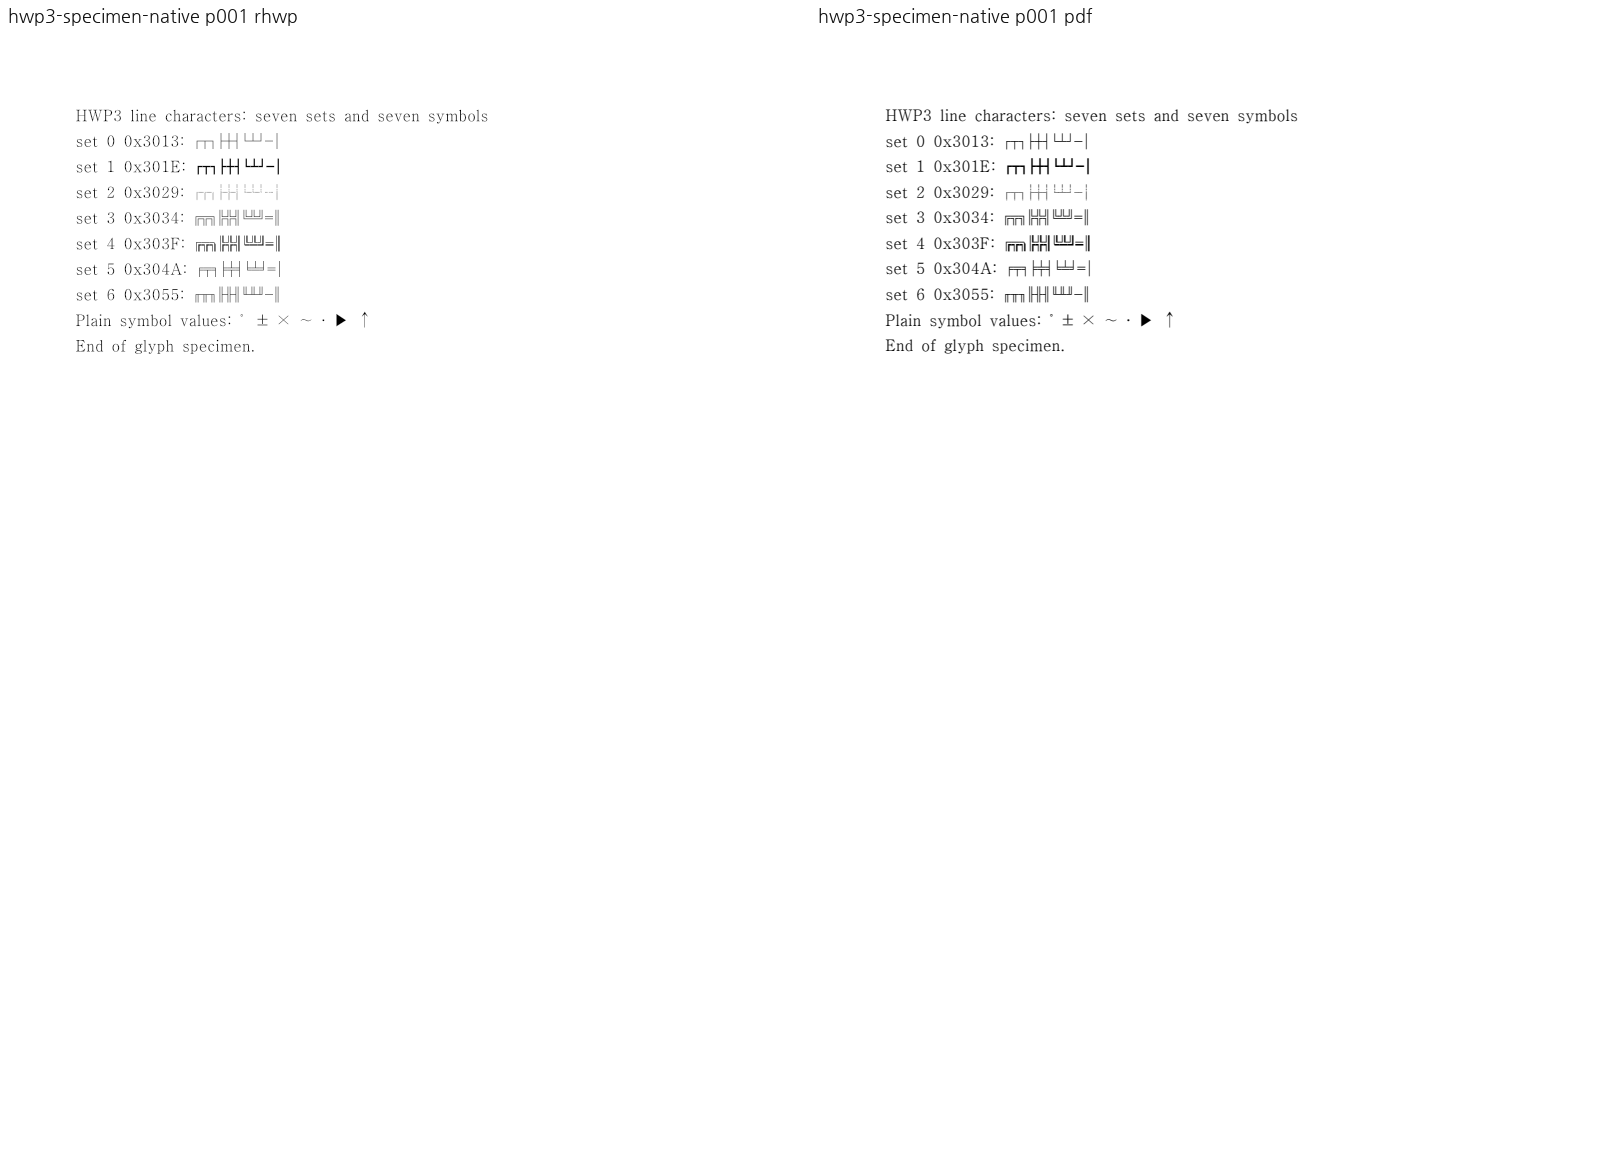 hwp3-specimen-native p001 rhwp
HWP3 line characters: seven sets and seven symbols
set 0 0x3013: ┌┬┐├┼┤└┴┘─│
set 1 0x301E: ┏┳┓┣╋┫┗┻┛━┃
set 2 0x3029: ┌┬┐├┼┤└┴┘┄┆
set 3 0x3034: ╔╦╗╠╬╣╚╩╝═║
set 4 0x303F: ╔╦╗╠╬╣╚╩╝═║
set 5 0x304A: ╒╤╕╞╪╡╘╧╛═│
set 6 0x3055: ╓╥╖╟╫╢╙╨╜─║
Plain symbol values: ° ± × ~ · ▶ ↑
End of glyph specimen.
hwp3-specimen-native p001 pdf
HWP3 line characters: seven sets and seven symbols
set 0 0x3013: ┌┬┐├┼┤└┴┘─│
set 1 0x301E: ┏┳┓┣╋┫┗┻┛━┃
set 2 0x3029: ┌┬┐├┼┤└┴┘┄┆
set 3 0x3034: ╔╦╗╠╬╣╚╩╝═║
set 4 0x303F: ╔╦╗╠╬╣╚╩╝═║
set 5 0x304A: ╒╤╕╞╪╡╘╧╛═│
set 6 0x3055: ╓╥╖╟╫╢╙╨╜─║
Plain symbol values: ° ± × ~ · ▶ ↑
End of glyph specimen.